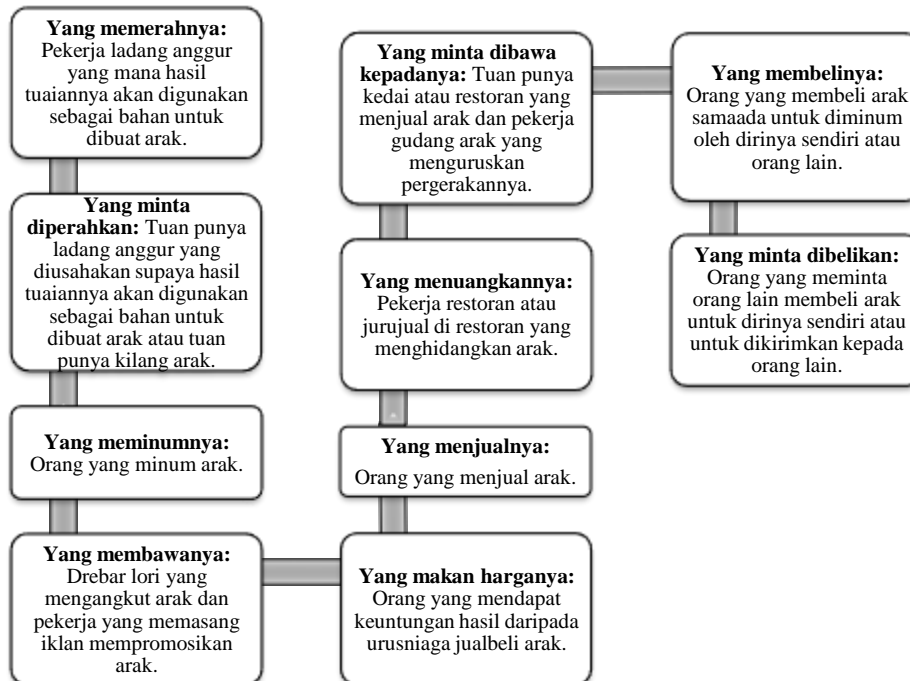 Yang memerahnya:
Pekerja ladang anggur
yang mana hasil
tuaiannya akan digunakan
sebagai bahan untuk
dibuat arak.
Yang minta
diperahkan: Tuan punya
ladang anggur yang
diusahakan supaya hasil
tuaiannya akan digunakan
sebagai bahan untuk
dibuat arak atau tuan
punya kilang arak.
Yang meminumnya:
Orang yang minum arak.
Yang membawanya:
Drebar lori yang
mengangkut arak dan
pekerja yang memasang
iklan mempromosikan
arak.
Yang makan harganya:
Orang yang mendapat
keuntungan hasil daripada
urusniaga jualbeli arak.
Yang menjualnya:
Orang yang menjual arak.
Yang menuangkannya:
Pekerja restoran atau
jurujual di restoran yang
menghidangkan arak.
Yang minta dibawa
kepadanya: Tuan punya
kedai atau restoran yang
menjual arak dan pekerja
gudang arak yang
menguruskan
pergerakannya.
Yang membelinya:
Orang yang membeli arak
samaada untuk diminum
oleh dirinya sendiri atau
orang lain.
Yang minta dibelikan:
Orang yang meminta
orang lain membeli arak
untuk dirinya sendiri atau
untuk dikirimkan kepada
orang lain.